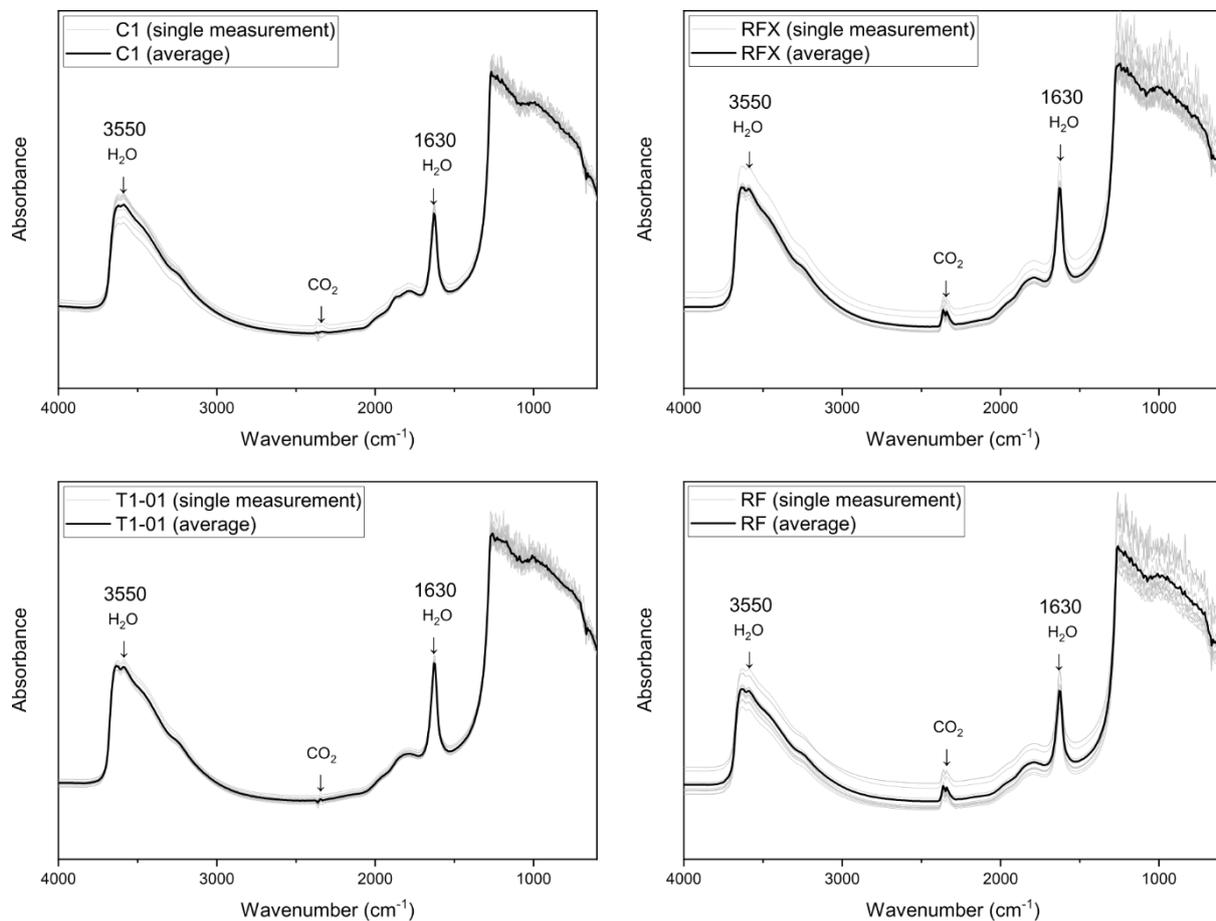 C1 (single measurement)
C1 (average)
3550
H₂O
CO₂
1630
H₂O
Absorbance
4000
3000
2000
1000
Wavenumber (cm⁻¹)
RFX (single measurement)
RFX (average)
3550
H₂O
CO₂
1630
H₂O
Absorbance
4000
3000
2000
1000
Wavenumber (cm⁻¹)
T1-01 (single measurement)
T1-01 (average)
3550
H₂O
CO₂
1630
H₂O
Absorbance
4000
3000
2000
1000
Wavenumber (cm⁻¹)
RF (single measurement)
RF (average)
3550
H₂O
CO₂
1630
H₂O
Absorbance
4000
3000
2000
1000
Wavenumber (cm⁻¹)